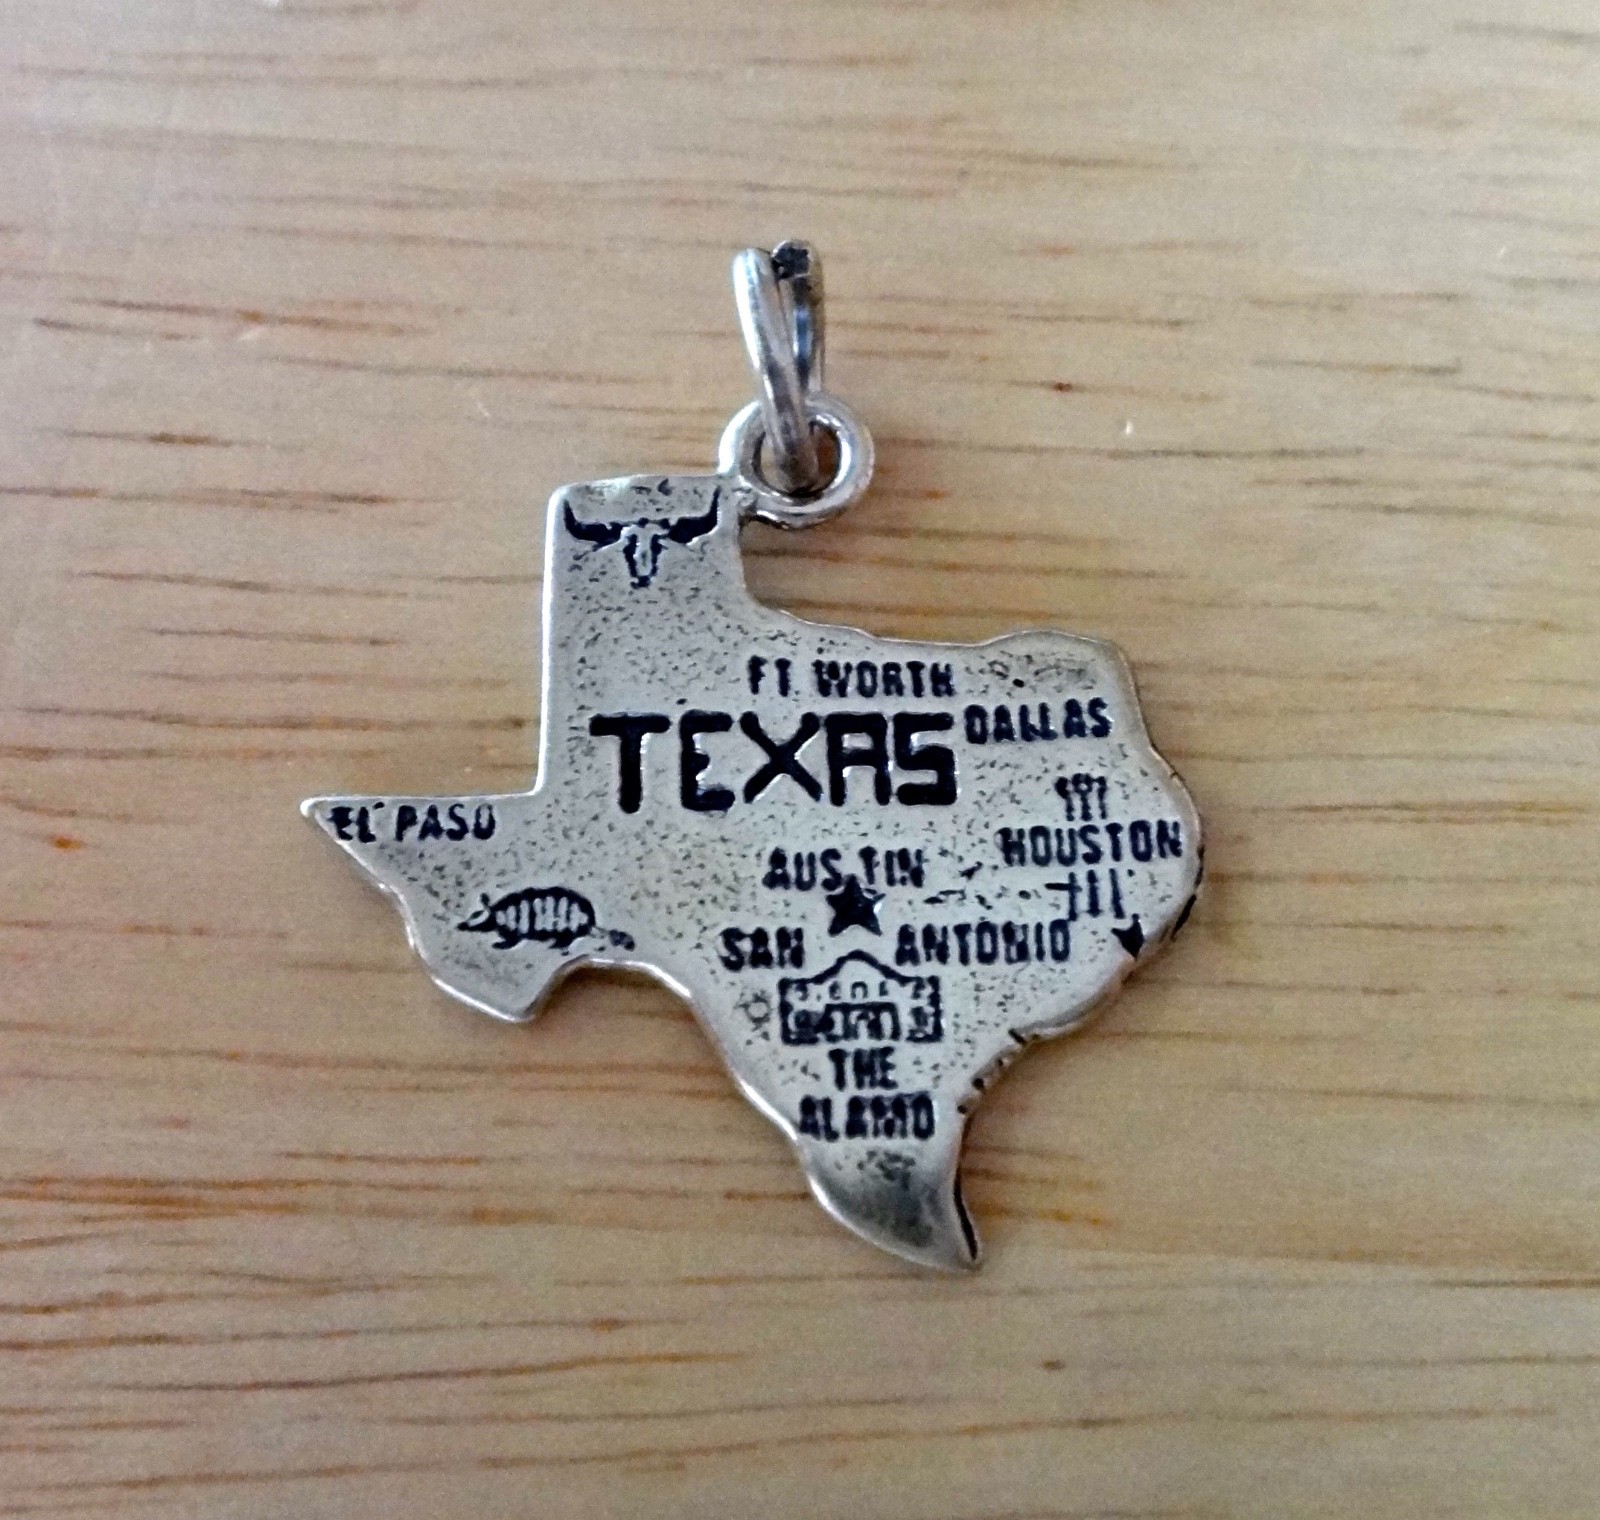 FT WORTH
TEXAS DALLAS
EL PASO
HOUSTON
AUSTIN
SAN ANTONIO
THE
ALAMO